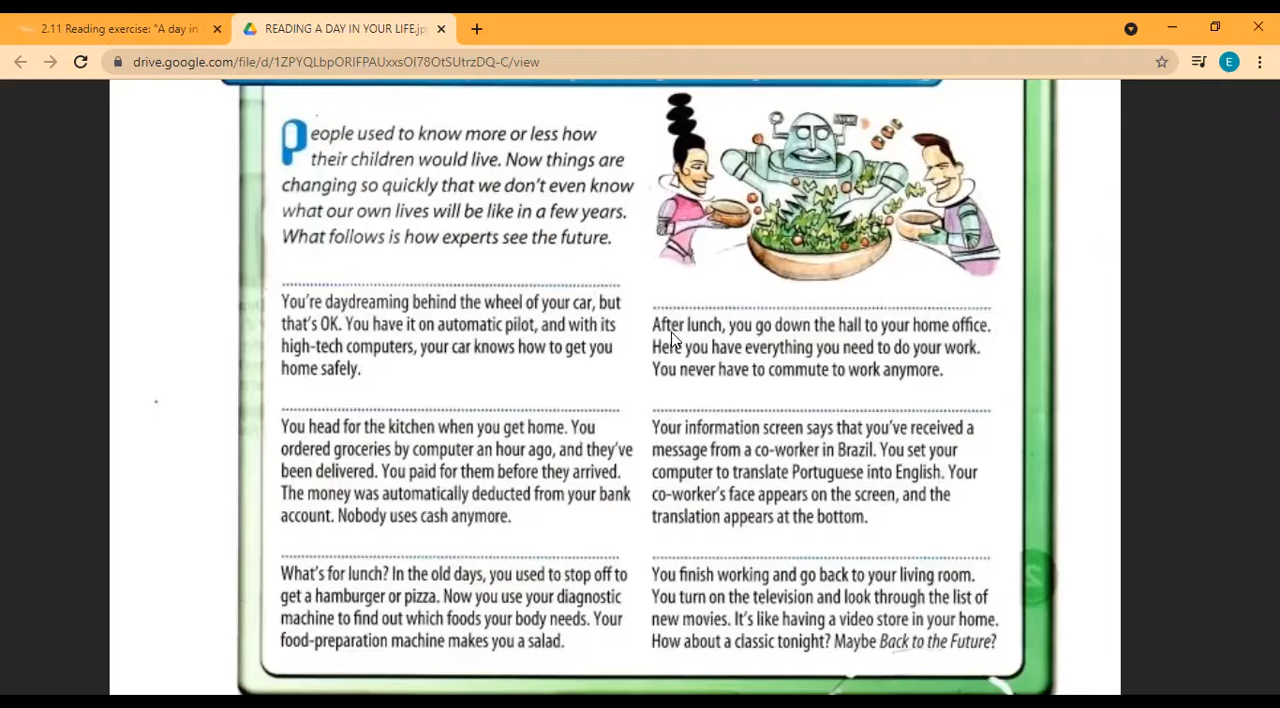 2.11 Reading exercise: "A day in
READING A DAY IN YOUR LIFE.jp
drive.google.com/file/d/1ZPYQLbpORIFPAUxxsOI78OtSUtrzDQ-C/view
E
People used to know more or less how
their children would live. Now things are
changing so quickly that we don't even know
what our own lives will be like in a few years.
What follows is how experts see the future.
You're daydreaming behind the wheel of your car, but
that's OK. You have it on automatic pilot, and with its
high-tech computers, your car knows how to get you
home safely.
You head for the kitchen when you get home. You
ordered groceries by computer an hour ago, and they've
been delivered. You paid for them before they arrived.
The money was automatically deducted from your bank
account. Nobody uses cash anymore.
What's for lunch? In the old days, you used to stop off to
get a hamburger or pizza. Now you use your diagnostic
machine to find out which foods your body needs. Your
food-preparation machine makes you a salad.
After lunch, you go down the hall to your home office.
Here you have everything you need to do your work.
You never have to commute to work anymore.
Your information screen says that you've received a
message from a co-worker in Brazil. You set your
computer to translate Portuguese into English. Your
co-worker's face appears on the screen, and the
translation appears at the bottom.
You finish working and go back to your living room.
You turn on the television and look through the list of
new movies. It's like having a video store in your home.
How about a classic tonight? Maybe Back to the Future?